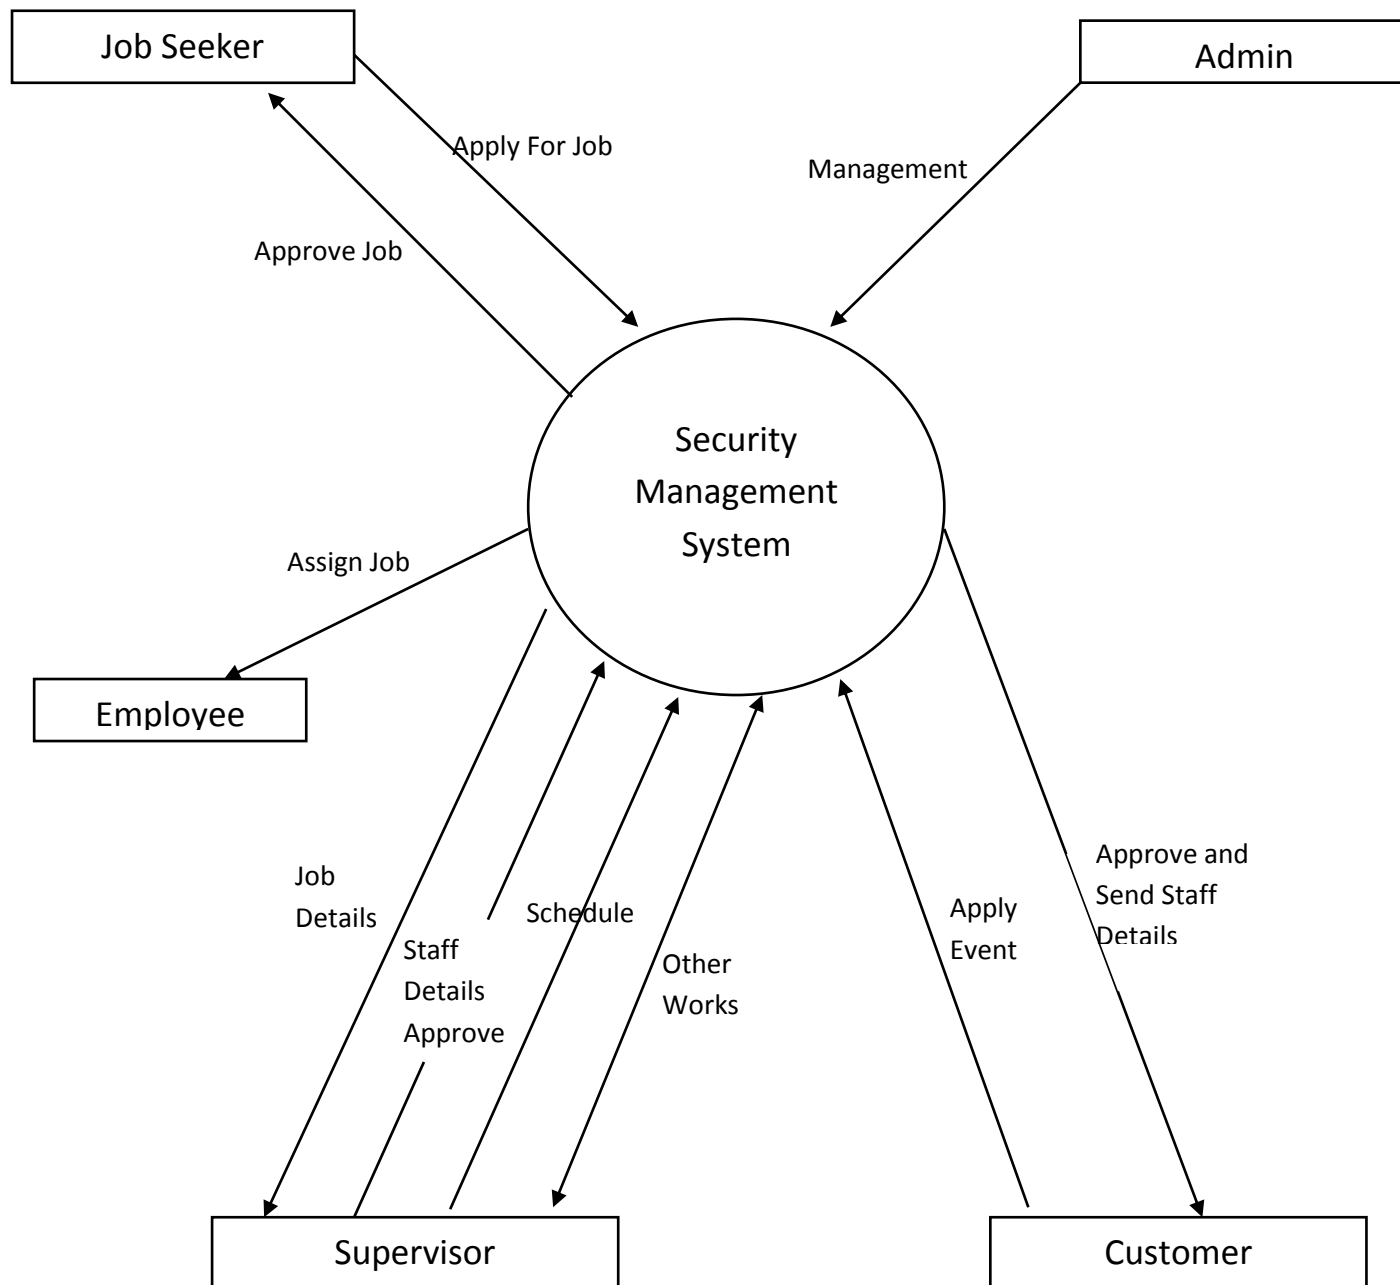 Job Seeker
Admin
Apply For Job
Management
Approve Job
Security
Management
System
Assign Job
Employee
Job
Details
Staff
Details
Approve
Schedule
Other
Works
Apply
Event
Approve and
Send Staff
Details
Supervisor
Customer